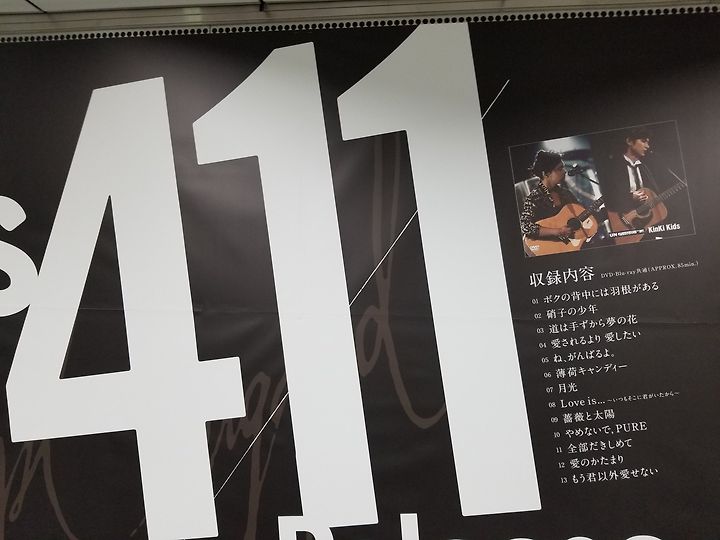 s 411
KinKi Kids
DVD
収録内容 DVD・Blu-ray共通(APPROX.85min.)
01 ボクの背中には羽根がある
02 硝子の少年
03 道は手ずから夢の花
04 愛されるより 愛したい
05 ね、がんばるよ。
06 薄荷キャンディー
07 月光
08 Love is... ～いつもそこに君がいたから～
09 薔薇と太陽
10 やめないで,PURE
11 全部だきしめて
12 愛のかたまり
13 もう君以外愛せない